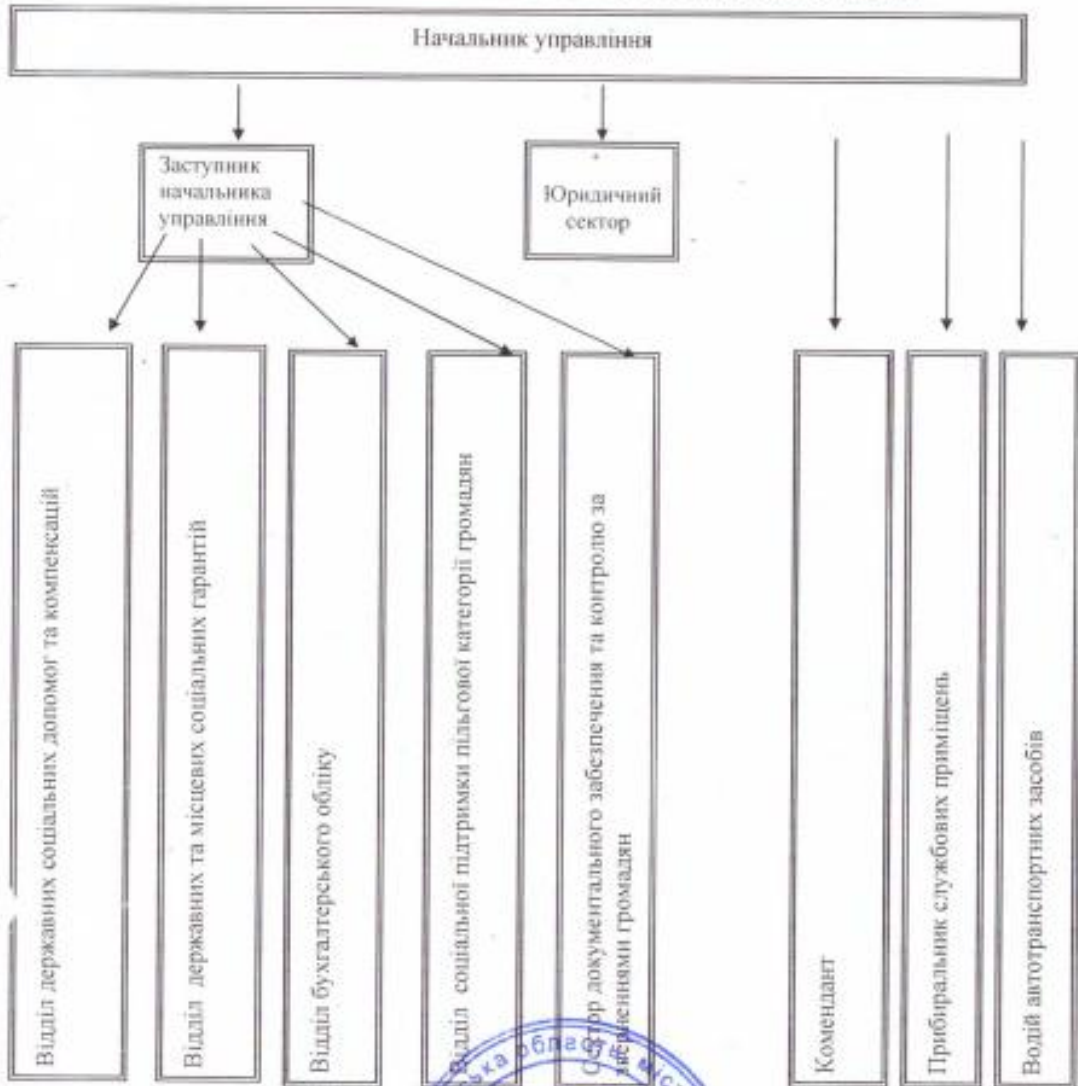 Начальник управління
Заступник
начальника
управління
Юридичний
сектор
Відділ державних соціальних допомог та компенсацій
Відділ державних та місцевих соціальних гарантій
Відділ бухгалтерського обліку
Відділ соціальної підтримки пільгової категорії громадян
Сектор документального забезпечення та контролю за
зверненнями громадян
Комендант
Прибиральник службових приміщень
Водій автотранспортних засобів
область